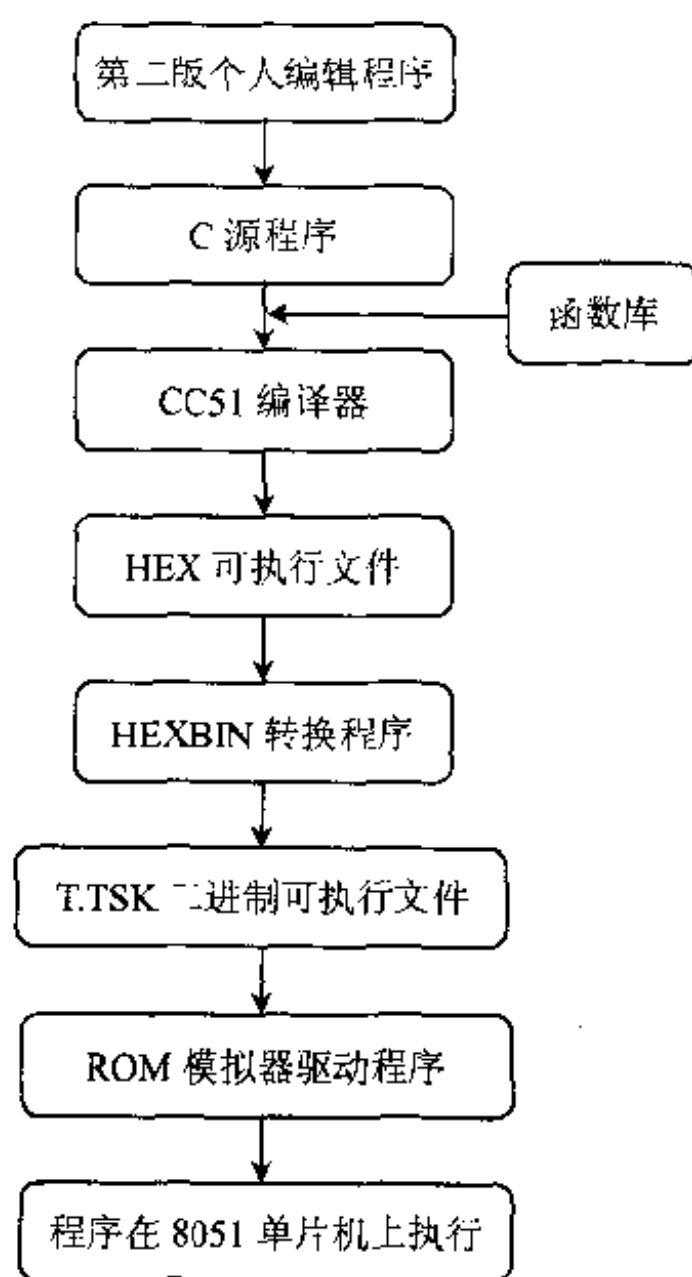 第二版个人编辑程序
C 源程序
函数库
CC51 编译器
HEX 可执行文件
HEXBIN 转换程序
T.TSK 二进制可执行文件
ROM 模拟器驱动程序
程序在 8051 单片机上执行